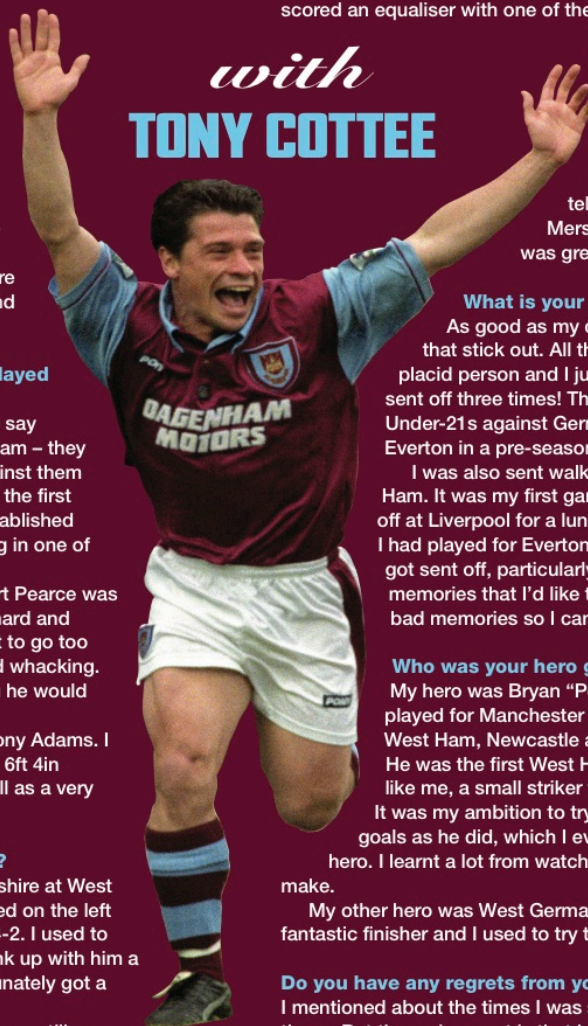 scored an equaliser with one of the
with
TONY COTTEE
re
nd
layed
say
am – they
inst them
the first
ablished
g in one of
rt Pearce was
hard and
t to go too
d whacking.
he would
ony Adams. I
6ft 4in
ll as a very
?
shire at West
ed on the left
-2. I used to
nk up with him a
unately got a
pony
DAGENHAM
MOTORS
PONY
tel
Mers
was gre
What is your
As good as my
that stick out. All th
placid person and I ju
sent off three times! Th
Under-21s against Gern
Everton in a pre-season
I was also sent walk
Ham. It was my first gar
off at Liverpool for a lun
I had played for Everton
got sent off, particularly
memories that I'd like t
bad memories so I can
Who was your hero g
My hero was Bryan “P
played for Manchester
West Ham, Newcastle a
He was the first West H
like me, a small striker
It was my ambition to try
goals as he did, which I ev
hero. I learnt a lot from watch
make.
My other hero was West Germa
fantastic finisher and I used to try t
Do you have any regrets from yo
I mentioned about the times I was